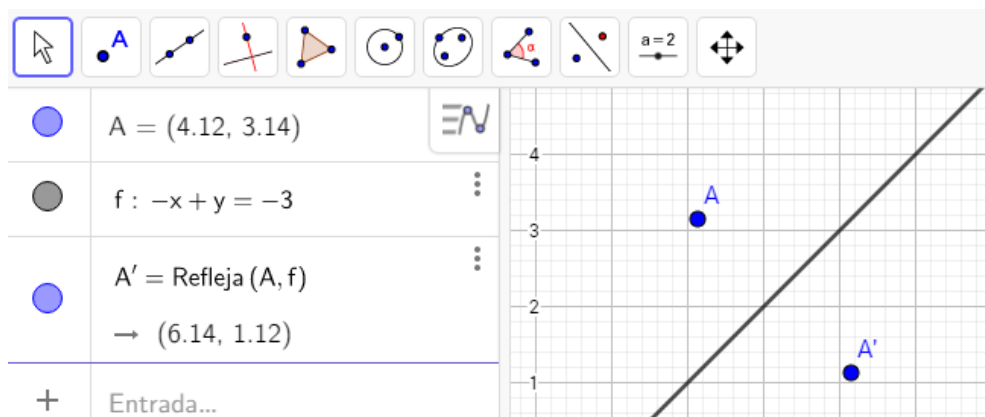 A
α
a=2
A = (4.12, 3.14)
f : −x + y = −3
A′ = Refleja (A, f)
→ (6.14, 1.12)
+ Entrada...
4
A
3
2
A'
1